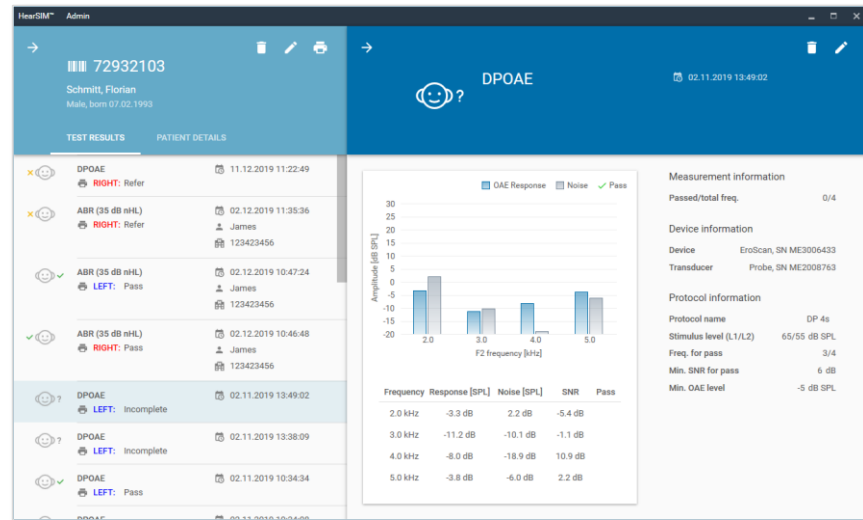 HearSIM™ Admin
72932103
Schmitt, Florian
Male, born 07.02.1993
TEST RESULTS PATIENT DETAILS
DPOAE 11.12.2019 11:22:49
RIGHT: Refer
ABR (35 dB nHL) 02.12.2019 11:35:36
RIGHT: Refer James
123423456
ABR (35 dB nHL) 02.12.2019 10:47:24
LEFT: Pass James
123423456
ABR (35 dB nHL) 02.12.2019 10:46:48
RIGHT: Pass James
123423456
DPOAE 02.11.2019 13:49:02
LEFT: Incomplete
DPOAE 02.11.2019 13:38:09
LEFT: Incomplete
DPOAE 02.11.2019 10:34:34
LEFT: Pass
DPOAE
DPOAE 02.11.2019 13:49:02
OAE Response Noise Pass
Amplitude [dB SPL]
30
25
20
15
10
5
0
-5
-10
-15
-20
2.0 3.0 4.0 5.0
F2 frequency [kHz]
Frequency Response [SPL] Noise [SPL] SNR Pass
2.0 kHz -3.3 dB 2.2 dB -5.4 dB
3.0 kHz -11.2 dB -10.1 dB -1.1 dB
4.0 kHz -8.0 dB -18.9 dB 10.9 dB
5.0 kHz -3.8 dB -6.0 dB 2.2 dB
Measurement information
Passed/total freq. 0/4
Device information
Device EroScan, SN ME3006433
Transducer Probe, SN ME2008763
Protocol information
Protocol name DP 4s
Stimulus level (L1/L2) 65/55 dB SPL
Freq. for pass 3/4
Min. SNR for pass 6 dB
Min. OAE level -5 dB SPL